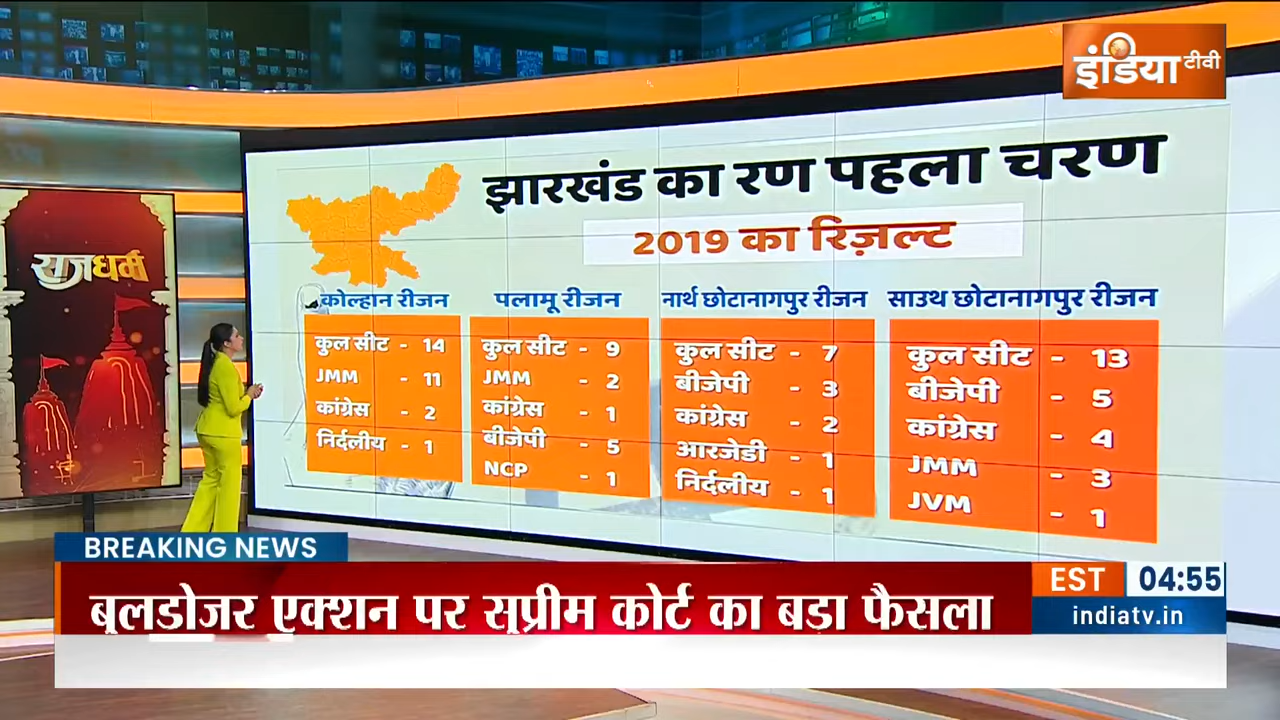 इंडिया टीवी
झारखंड का रण पहला चरण
2019 का रिज़ल्ट
राजधर्म
कोल्हान रीजन
कुल सीट - 14
JMM - 11
कांग्रेस - 2
निर्दलीय - 1
पलामू रीजन
कुल सीट - 9
JMM - 2
कांग्रेस - 1
बीजेपी - 5
NCP - 1
नार्थ छोटानागपुर रीजन
कुल सीट - 7
बीजेपी - 3
कांग्रेस - 2
आरजेडी - 1
निर्दलीय - 1
साउथ छोटानागपुर रीजन
कुल सीट - 13
बीजेपी - 5
कांग्रेस - 4
JMM - 3
JVM - 1
BREAKING NEWS
बुलडोजर एक्शन पर सुप्रीम कोर्ट का बड़ा फैसला
EST 04:55
indiatv.in